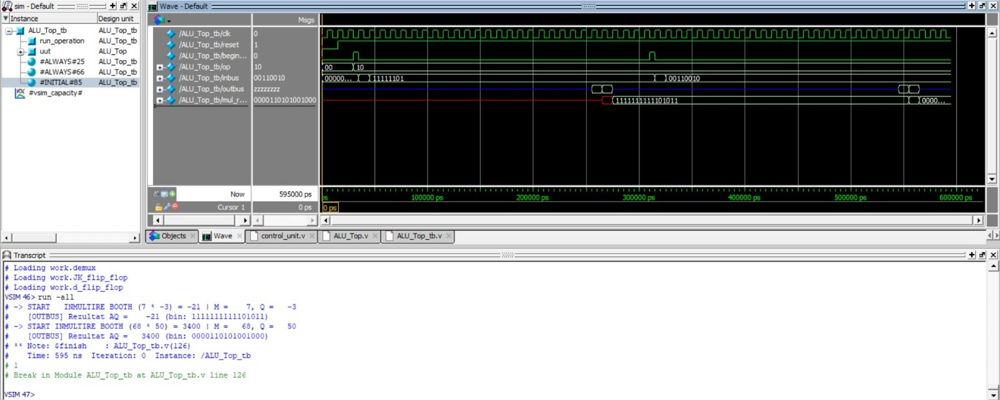 sim - Default
Instance Design unit
ALU_Top_tb ALU_Top_tb
run_operation ALU_Top_tb
uut ALU_Top
#ALWAYS#25 ALU_Top_tb
#ALWAYS#66 ALU_Top_tb
#INITIAL#85 ALU_Top_tb
#vsim_capacity#
Wave - Default
Msgs
/ALU_Top_tb/clk 0
/ALU_Top_tb/reset 1
/ALU_Top_tb/begin... 0
/ALU_Top_tb/op 10 00 10
/ALU_Top_tb/inbus 00110010 00000... 11111101 00110010
/ALU_Top_tb/outbus zzzzzzzz
/ALU_Top_tb/mul_r... 0000110101001000 1111111111101011 0000...
Now 595000 ps 100000 ps 200000 ps 300000 ps 400000 ps 500000 ps 600000 ps
Cursor 1 0 ps 0 ps
Objects Wave control_unit.v ALU_Top.v ALU_Top_tb.v
Transcript
# Loading work.demux
# Loading work.JK_flip_flop
# Loading work.d_flip_flop
VSIM 46> run -all
# -> START   INMULTIRE BOOTH (7 * -3) = -21 | M =    7, Q =   -3
#    [OUTBUS] Rezultat AQ =    -21 (bin: 1111111111101011)
# -> START INMULTIRE BOOTH (68 * 50) = 3400 | M =   68, Q =   50
#    [OUTBUS] Rezultat AQ =   3400 (bin: 0000110101001000)
# ** Note: $finish    : ALU_Top_tb.v(126)
#    Time: 595 ns  Iteration: 0  Instance: /ALU_Top_tb
# 1
# Break in Module ALU_Top_tb at ALU_Top_tb.v line 126
VSIM 47>